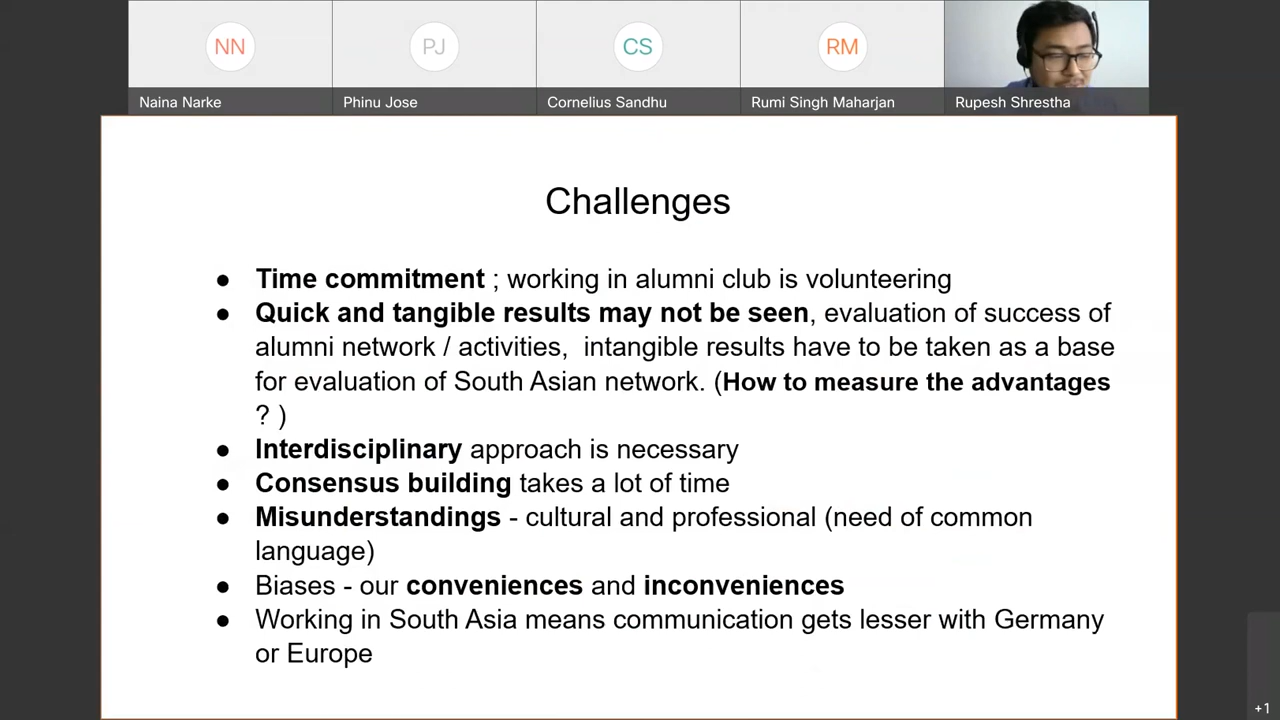 NN
PJ
CS
RM
Naina Narke
Phinu Jose
Cornelius Sandhu
Rumi Singh Maharjan
Rupesh Shrestha
Challenges
● Time commitment ; working in alumni club is volunteering
● Quick and tangible results may not be seen, evaluation of success of
alumni network / activities,  intangible results have to be taken as a base
for evaluation of South Asian network. (How to measure the advantages
? )
● Interdisciplinary approach is necessary
● Consensus building takes a lot of time
● Misunderstandings - cultural and professional (need of common
language)
● Biases - our conveniences and inconveniences
● Working in South Asia means communication gets lesser with Germany
or Europe
+1